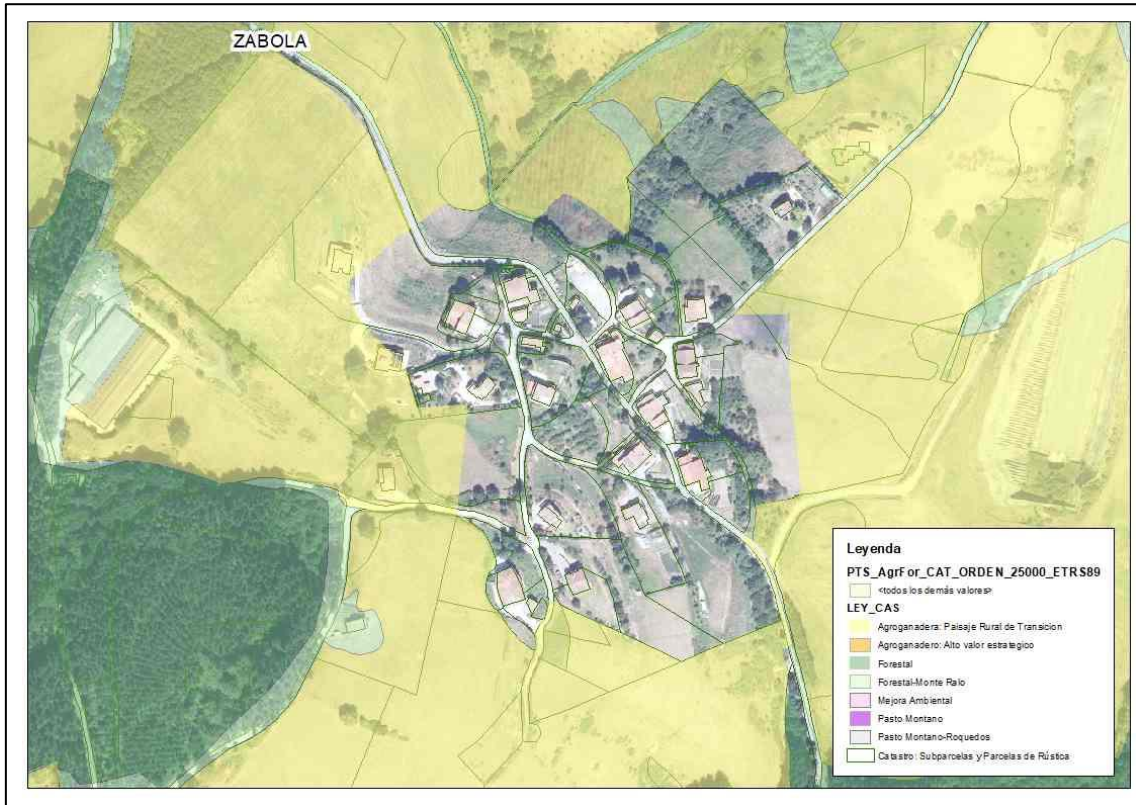 ZABOLA
Leyenda
PTS_AgrFor_CAT_ORDEN_25000_ETRS89
<todos los demás valores>
LEY_CAS
Agroganadera: Paisaje Rural de Transicion
Agroganadero: Alto valor estrategico
Forestal
Forestal-Monte Ralo
Mejora Ambiental
Pasto Montano
Pasto Montano-Roquedos
Catastro: Subparcelas y Parcelas de Rústica